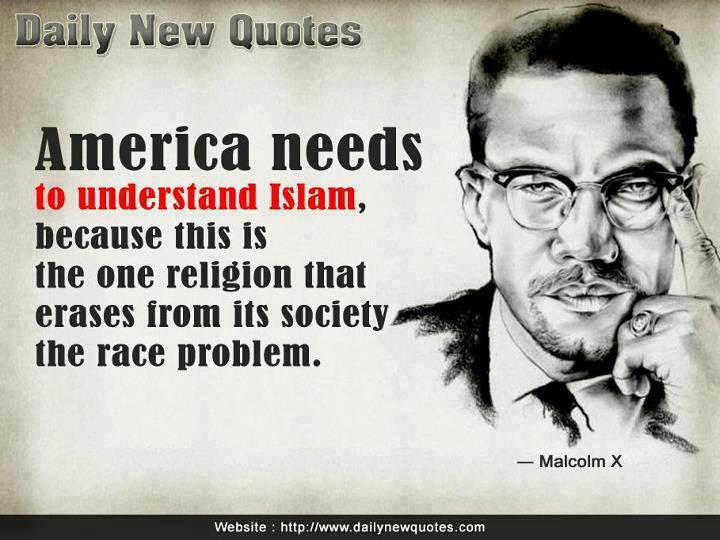 Daily New Quotes
America needs
to understand Islam,
because this is
the one religion that
erases from its society
the race problem.
— Malcolm X
Website : http://www.dailynewquotes.com